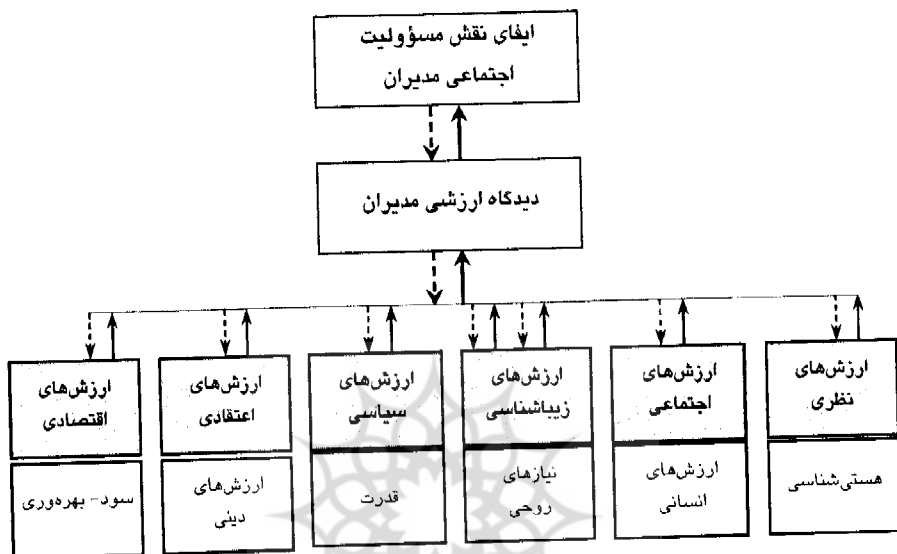 ایفای نقش مسؤولیت
اجتماعی مدیران
دیدگاه ارزشی مدیران
ارزش‌های
نظری
هستی‌شناسی
ارزش‌های
اجتماعی
ارزش‌های
انسانی
ارزش‌های
زیباشناسی
نیازهای
روحی
ارزش‌های
سیاسی
قدرت
ارزش‌های
اعتقادی
ارزش‌های
دینی
ارزش‌های
اقتصادی
سود- بهره‌وری